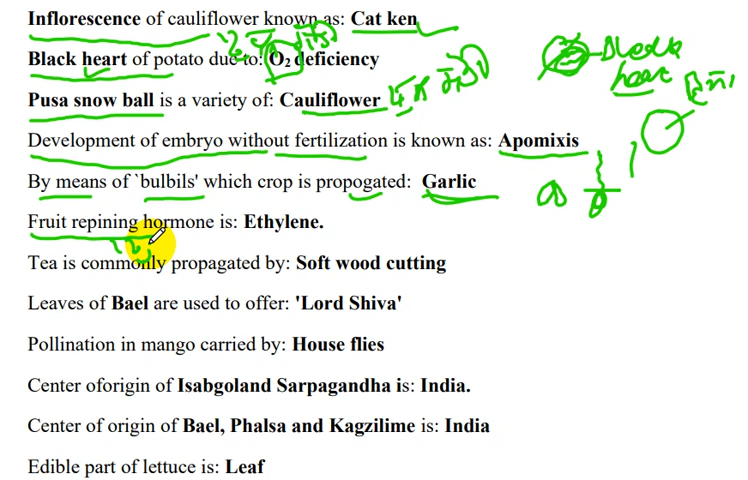 Inflorescence of cauliflower known as: Cat ken
Black heart of potato due to: O₂ deficiency
Black
heart
Pusa snow ball is a variety of: Cauliflower
Development of embryo without fertilization is known as: Apomixis
By means of `bulbils' which crop is propogated: Garlic
Fruit repining hormone is: Ethylene.
Tea is commonly propagated by: Soft wood cutting
Leaves of Bael are used to offer: 'Lord Shiva'
Pollination in mango carried by: House flies
Center oforigin of Isabgoland Sarpagandha is: India.
Center of origin of Bael, Phalsa and Kagzilime is: India
Edible part of lettuce is: Leaf